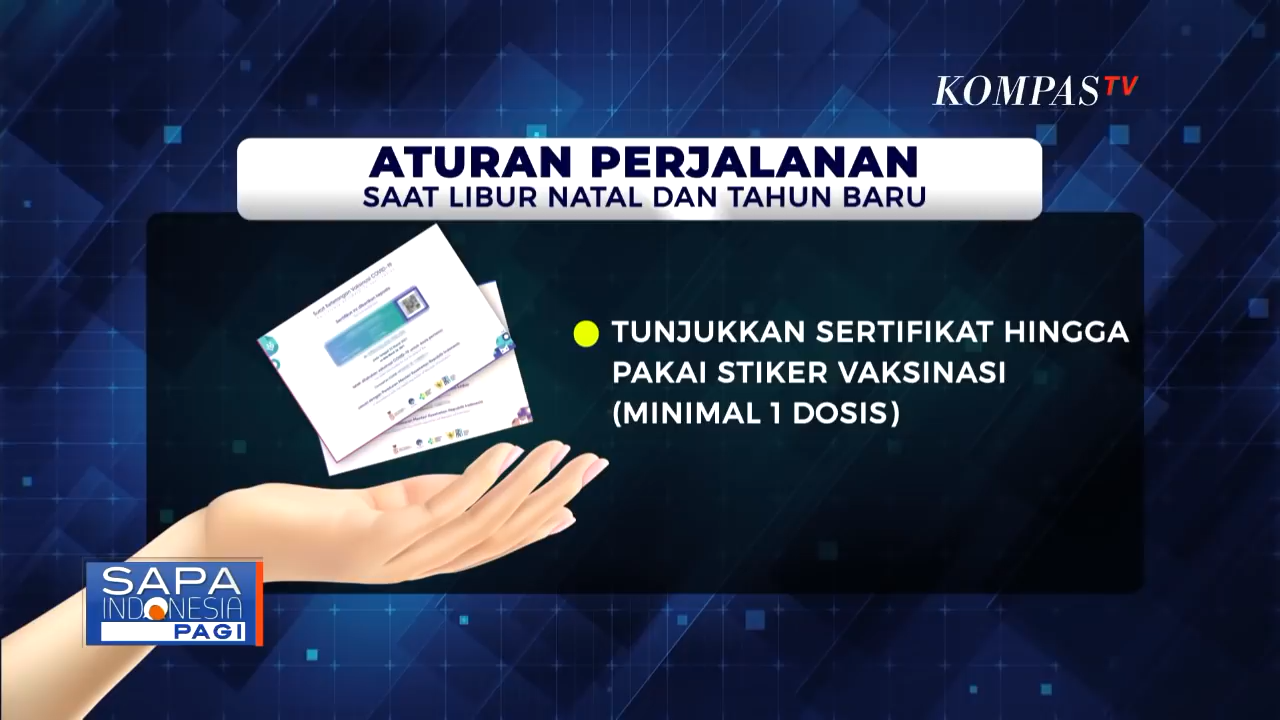 KOMPASTV
ATURAN PERJALANAN
SAAT LIBUR NATAL DAN TAHUN BARU
TUNJUKKAN SERTIFIKAT HINGGA
PAKAI STIKER VAKSINASI
(MINIMAL 1 DOSIS)
SAPA
INDONESIA
PAGI